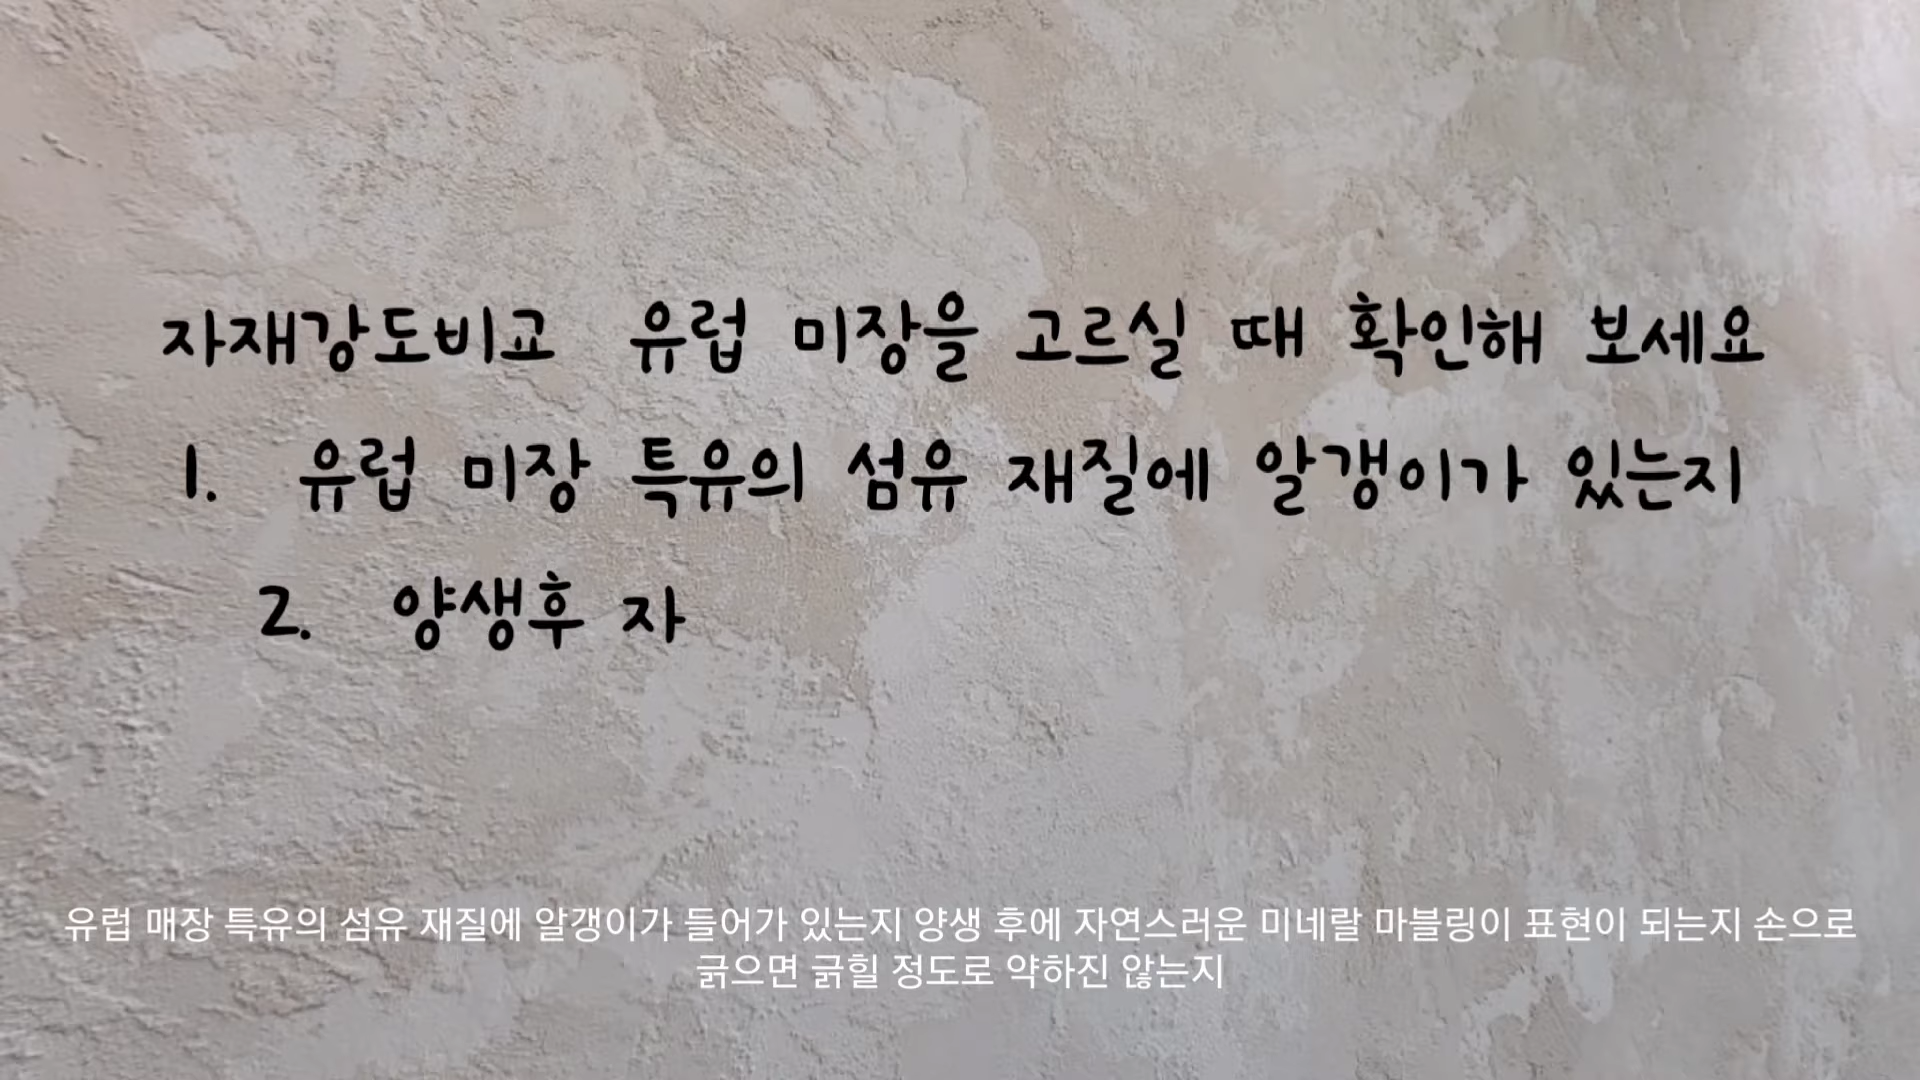 자재강도비교 유럽 미장을 고르실 때 확인해 보세요
1. 유럽 미장 특유의 섬유 재질에 알갱이가 있는지
2. 양생후 자
유럽 매장 특유의 섬유 재질에 알갱이가 들어가 있는지 양생 후에 자연스러운 미네랄 마블링이 표현이 되는지 손으로
긁으면 긁힐 정도로 약하진 않는지